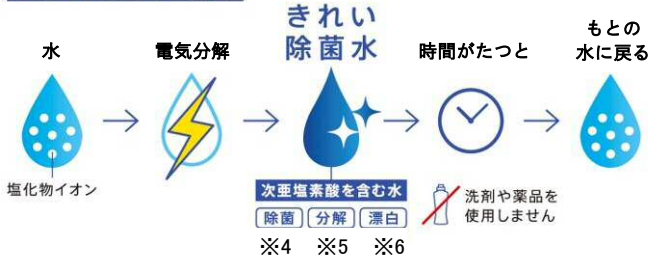 水
電気分解
きれい
除菌水
時間がたつと
もとの
水に戻る
塩化物イオン
次亜塩素酸を含む水
除菌 分解 漂白
※4 ※5 ※6
洗剤や薬品を
使用しません